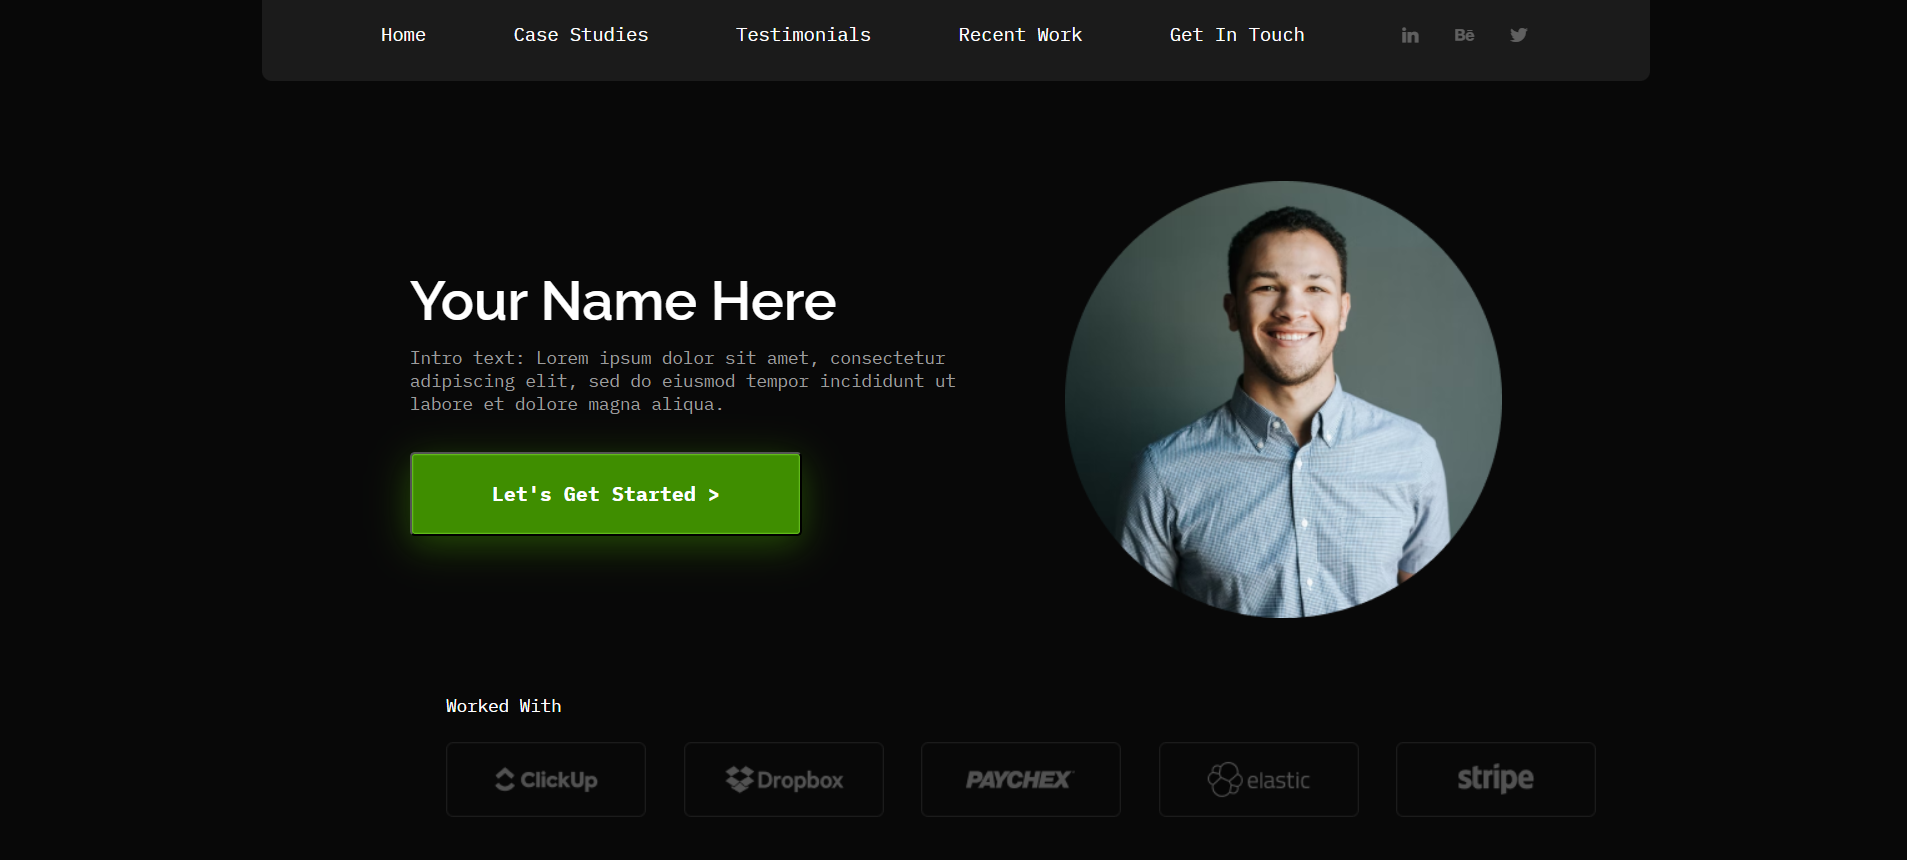 Home Case Studies Testimonials Recent Work Get In Touch in Bē
Your Name Here
Intro text: Lorem ipsum dolor sit amet, consectetur
adipiscing elit, sed do eiusmod tempor incididunt ut
labore et dolore magna aliqua.
Let's Get Started >
Worked With
ClickUp Dropbox PAYCHEX elastic stripe